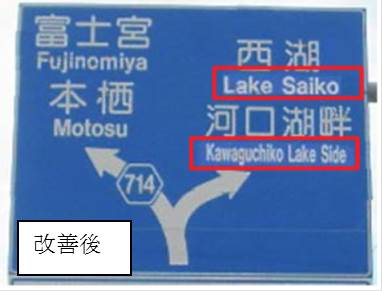 富士宮
Fujinomiya
本栖
Motosu
西湖
Lake Saiko
河口湖畔
Kawaguchiko Lake Side
714
改善後